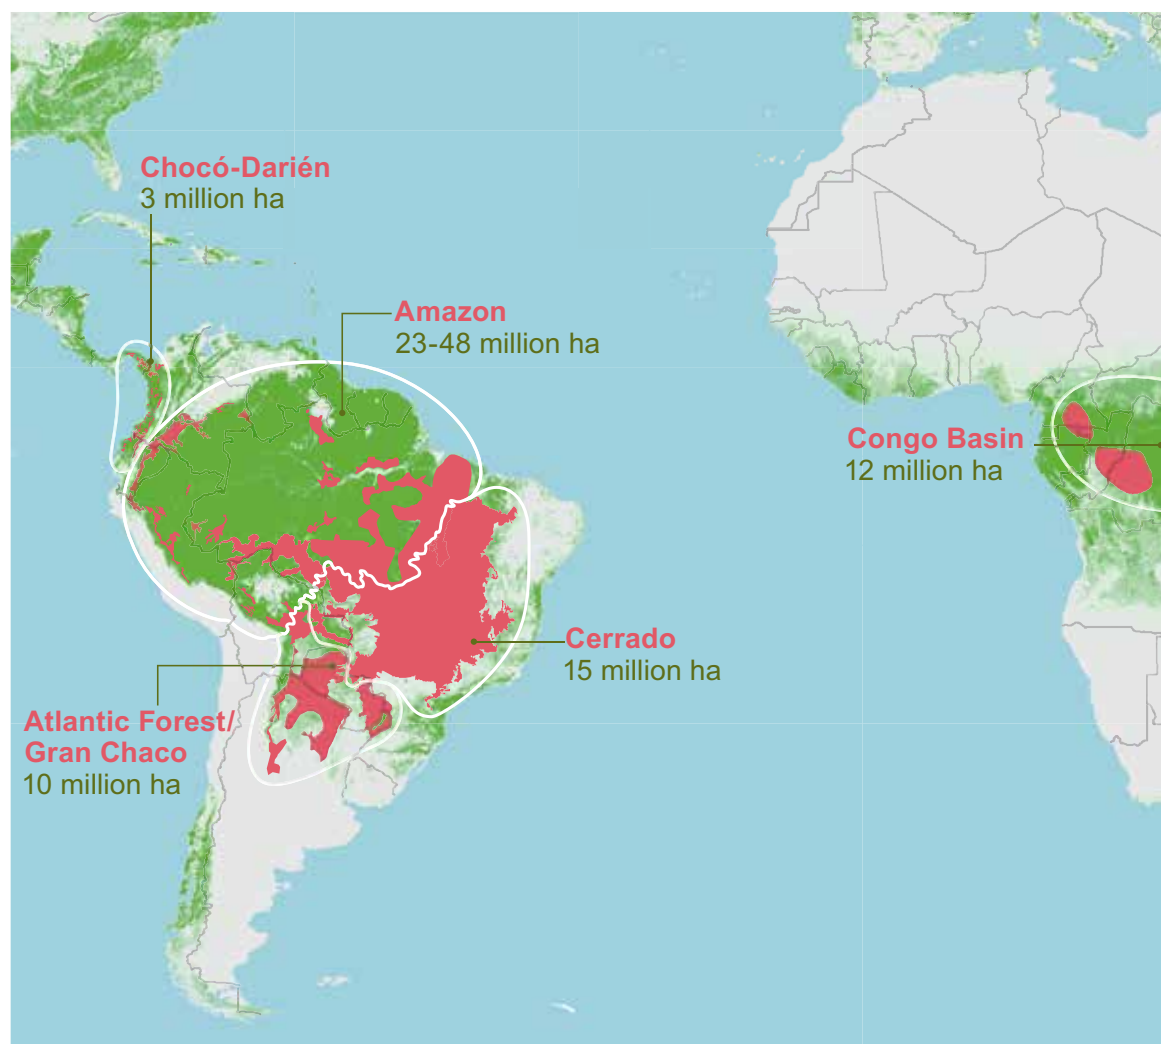 Chocó-Darién
3 million ha
Amazon
23-48 million ha
Congo Basin
12 million ha
Cerrado
15 million ha
Atlantic Forest/
Gran Chaco
10 million ha